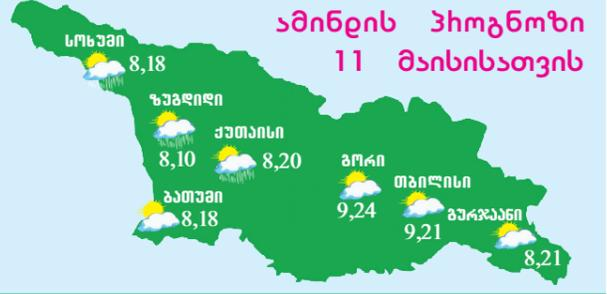 ამინდის პროგნოზი
11 მაისისათვის
სოხუმი
8,18
ზუგდიდი
8,10
ქუთაისი
8,20
გორი
9,24
თბილისი
9,21
ბათუმი
8,18
გურჯაანი
8,21